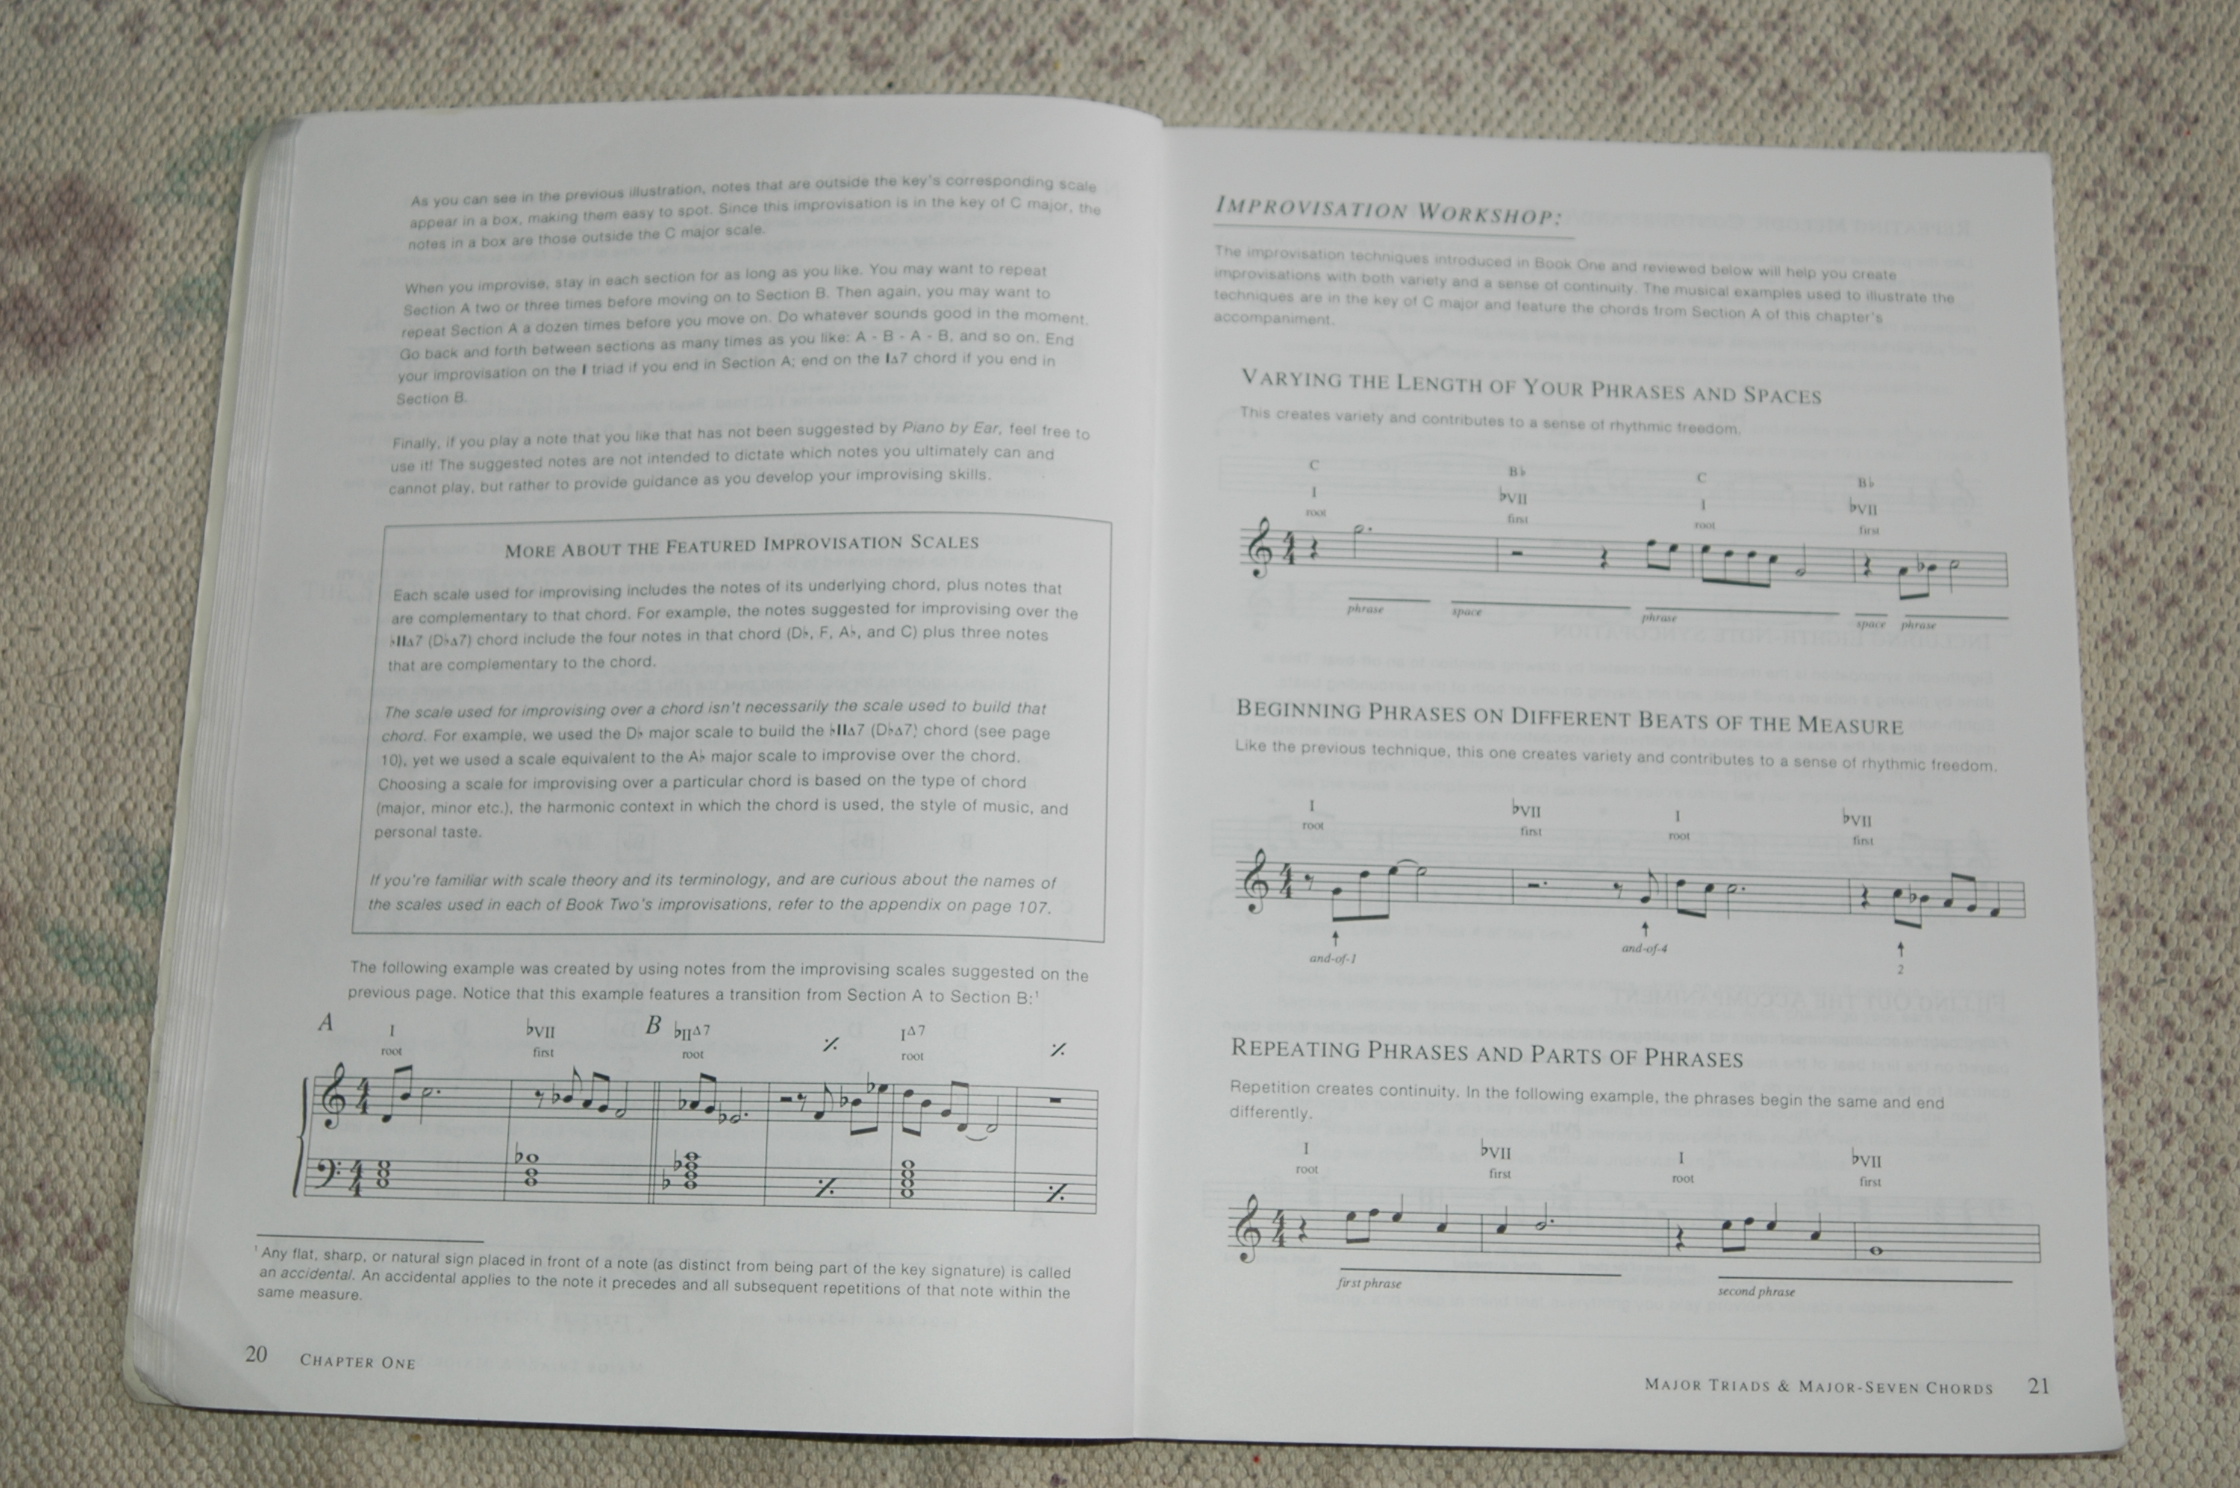 As you can see in the previous illustration, notes that are outside the key's corresponding scale
appear in a box, making them easy to spot. Since this improvisation is in the key of C major, the
notes in a box are those outside the C major scale.
When you improvise, stay in each section for as long as you like. You may want to repeat
Section A two or three times before moving on to Section B. Then again, you may want to
repeat Section A a dozen times before you move on. Do whatever sounds good in the moment.
Go back and forth between sections as many times as you like: A - B - A - B, and so on. End
your improvisation on the I triad if you end in Section A; end on the I∆7 chord if you end in
Section B.
Finally, if you play a note that you like that has not been suggested by Piano by Ear, feel free to
use it! The suggested notes are not intended to dictate which notes you ultimately can and
cannot play, but rather to provide guidance as you develop your improvising skills.
MORE ABOUT THE FEATURED IMPROVISATION SCALES
Each scale used for improvising includes the notes of its underlying chord, plus notes that
are complementary to that chord. For example, the notes suggested for improvising over the
♭II∆7 (D♭∆7) chord include the four notes in that chord (D♭, F, A♭, and C) plus three notes
that are complementary to the chord.
The scale used for improvising over a chord isn't necessarily the scale used to build that
chord. For example, we used the D♭ major scale to build the ♭II∆7 (D♭∆7) chord (see page
10), yet we used a scale equivalent to the A♭ major scale to improvise over the chord.
Choosing a scale for improvising over a particular chord is based on the type of chord
(major, minor etc.), the harmonic context in which the chord is used, the style of music, and
personal taste.
If you're familiar with scale theory and its terminology, and are curious about the names of
the scales used in each of Book Two's improvisations, refer to the appendix on page 107.
The following example was created by using notes from the improvising scales suggested on the
previous page. Notice that this example features a transition from Section A to Section B:¹
A I ♭VII B ♭II∆7 I∆7
root first root root
4 4
4 4
¹ Any flat, sharp, or natural sign placed in front of a note (as distinct from being part of the key signature) is called
an accidental. An accidental applies to the note it precedes and all subsequent repetitions of that note within the
same measure.
20 CHAPTER ONE
IMPROVISATION WORKSHOP:
The improvisation techniques introduced in Book One and reviewed below will help you create
improvisations with both variety and a sense of continuity. The musical examples used to illustrate the
techniques are in the key of C major and feature the chords from Section A of this chapter's
accompaniment.
VARYING THE LENGTH OF YOUR PHRASES AND SPACES
This creates variety and contributes to a sense of rhythmic freedom.
C B♭ C B♭
I ♭VII I ♭VII
root first root first
4 4
phrase space phrase space phrase
BEGINNING PHRASES ON DIFFERENT BEATS OF THE MEASURE
Like the previous technique, this one creates variety and contributes to a sense of rhythmic freedom.
I ♭VII I ♭VII
root first root first
4 4
and-of-1 and-of-4 2
REPEATING PHRASES AND PARTS OF PHRASES
Repetition creates continuity. In the following example, the phrases begin the same and end
differently.
I ♭VII I ♭VII
root first root first
4 4
first phrase second phrase
MAJOR TRIADS & MAJOR-SEVEN CHORDS 21